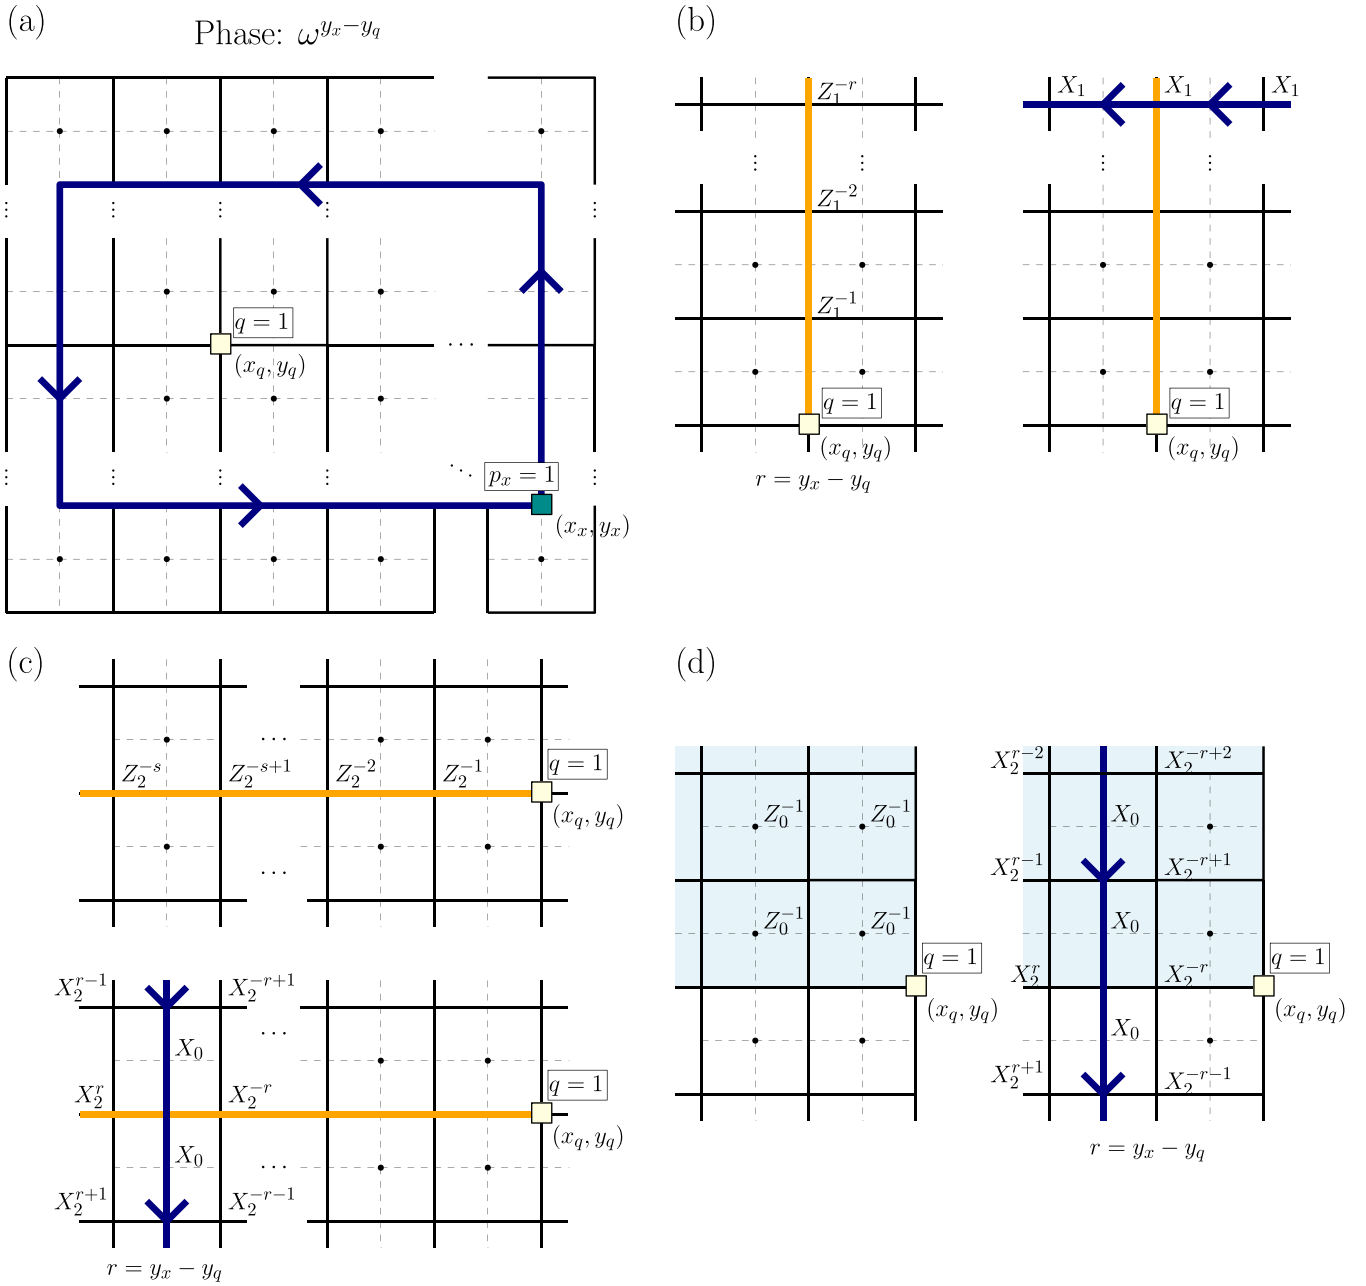 (a)
Phase: $\omega^{y_x-y_q}$
⋮ ⋮ ⋮ ⋮ ⋮
$q = 1$
$(x_q, y_q)$
⋯
⋱
$p_x = 1$
⋮ ⋮ ⋮ ⋮ ⋮
$(x_x, y_x)$
(b)
$Z_1^{-r}$
⋮ ⋮
$Z_1^{-2}$
$Z_1^{-1}$
$q = 1$
$(x_q, y_q)$
$r = y_x - y_q$
$X_1$ $X_1$ $X_1$
⋮ ⋮
$q = 1$
$(x_q, y_q)$
(c)
⋯
$q = 1$
$Z_2^{-s}$ $Z_2^{-s+1}$ $Z_2^{-2}$ $Z_2^{-1}$
$(x_q, y_q)$
⋯
$X_2^{r-1}$ $X_2^{-r+1}$
⋯
$X_0$
$q = 1$
$X_2^{r}$ $X_2^{-r}$
$(x_q, y_q)$
$X_0$ ⋯
$X_2^{r+1}$ $X_2^{-r-1}$
$r = y_x - y_q$
(d)
$Z_0^{-1}$ $Z_0^{-1}$
$Z_0^{-1}$ $Z_0^{-1}$
$q = 1$
$(x_q, y_q)$
$X_2^{r-2}$ $X_2^{-r+2}$
$X_0$
$X_2^{r-1}$ $X_2^{-r+1}$
$X_0$
$q = 1$
$X_2^{r}$ $X_2^{-r}$
$(x_q, y_q)$
$X_0$
$X_2^{r+1}$ $X_2^{-r-1}$
$r = y_x - y_q$